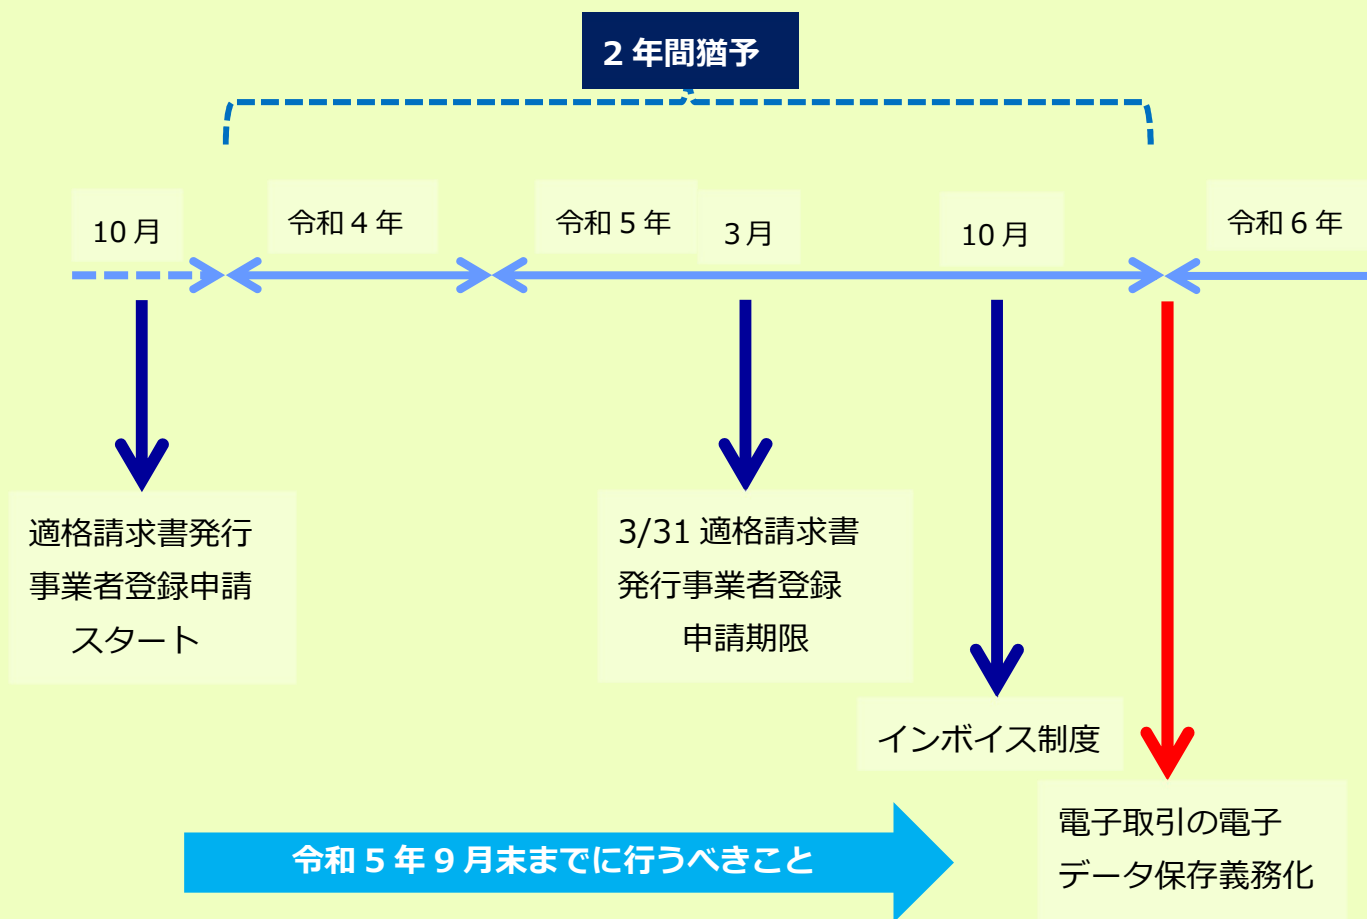 2年間猶予
10月
令和4年
令和5年
3月
10月
令和6年
適格請求書発行
事業者登録申請
スタート
3/31 適格請求書
発行事業者登録
申請期限
インボイス制度
電子取引の電子
データ保存義務化
令和5年9月末までに行うべきこと